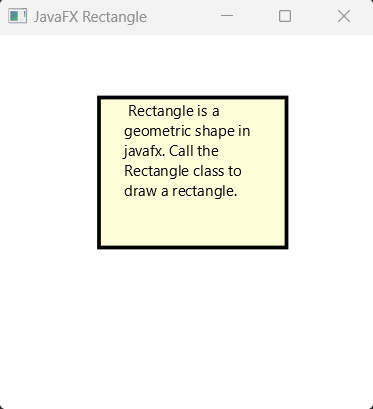 JavaFX Rectangle
Rectangle is a
geometric shape in
javafx. Call the
Rectangle class to
draw a rectangle.